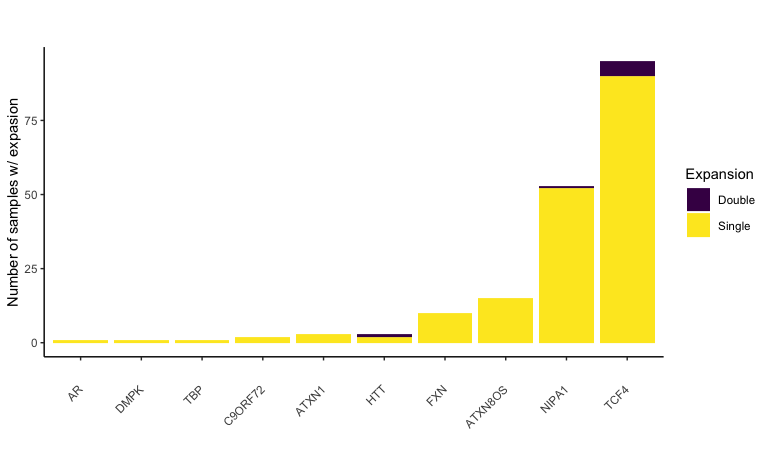 Number of samples w/ expasion
75
50
25
0
AR
DMPK
TBP
C9ORF72
ATXN1
HTT
FXN
ATXN8OS
NIPA1
TCF4
Expansion
Double
Single